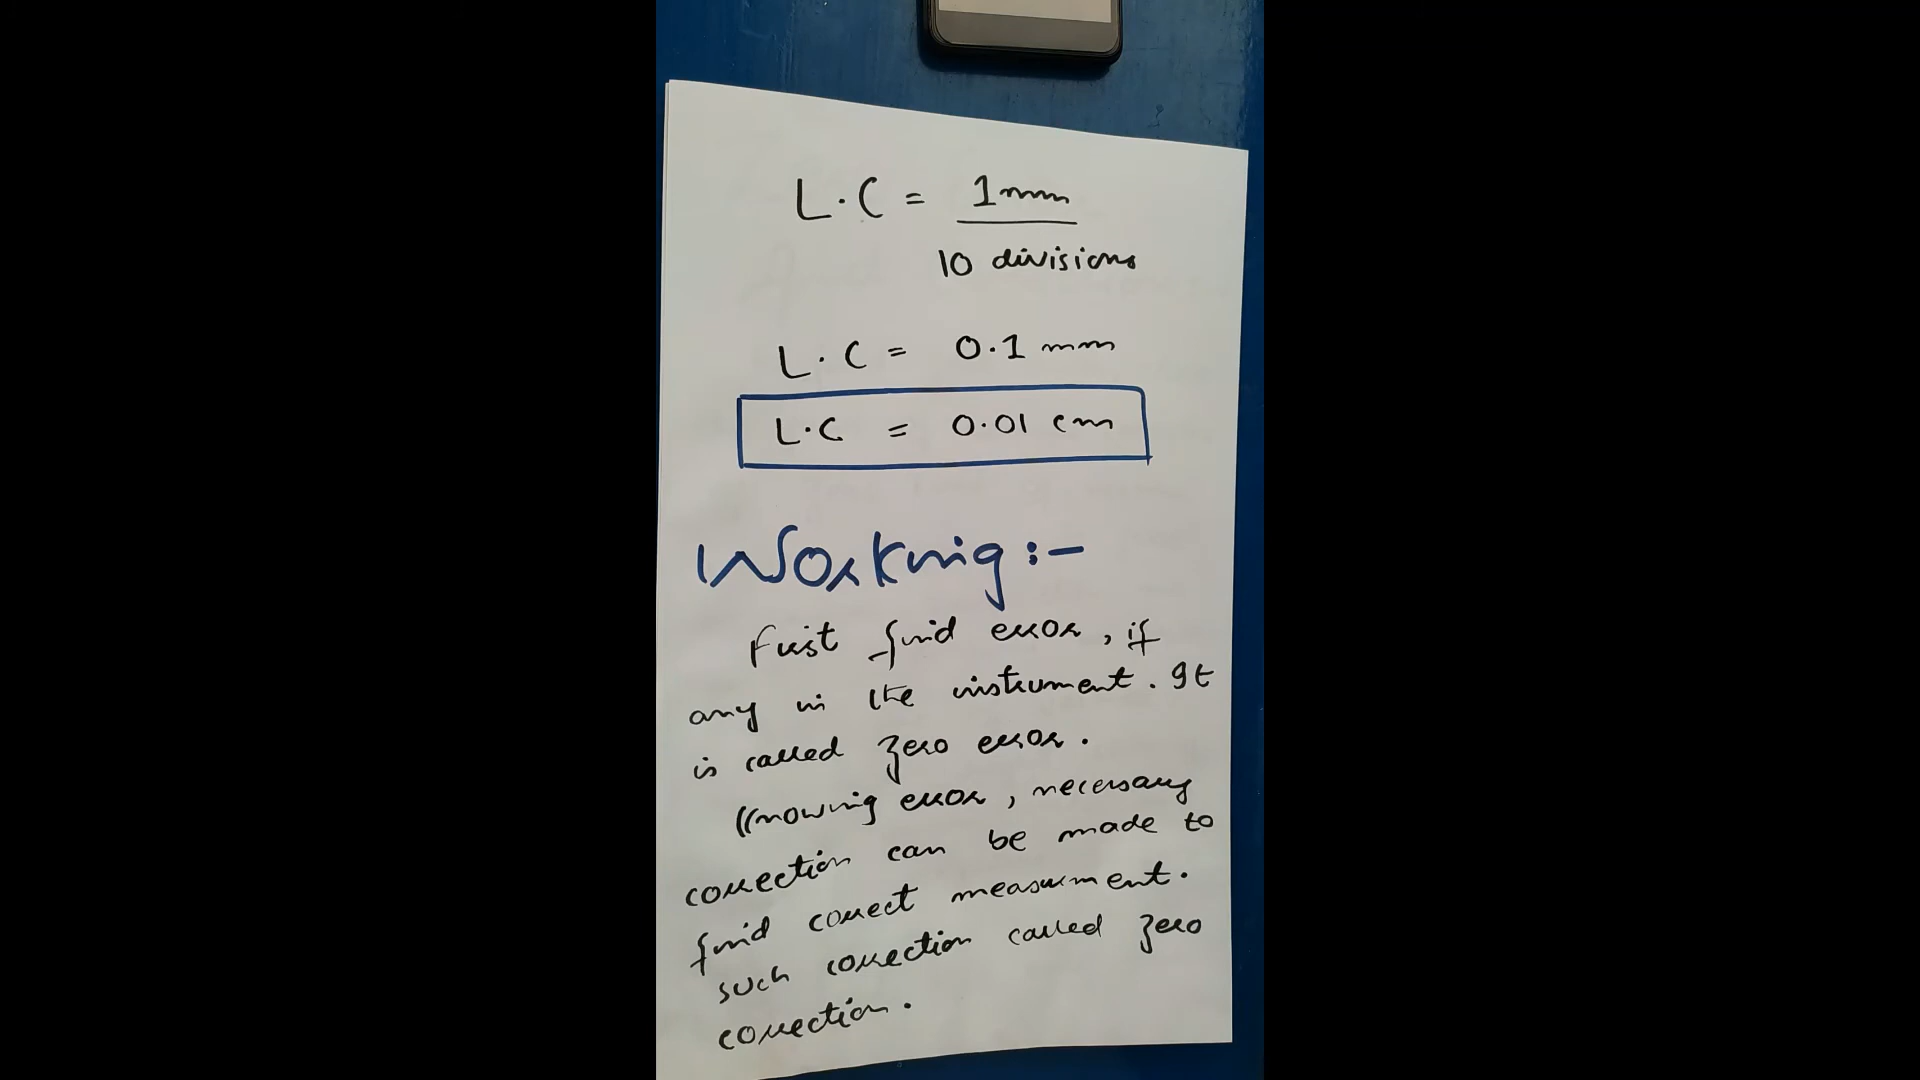 L.C = 1mm
10 divisions
L.C = 0.1 mm
L.C = 0.01 cm
Working :-
First find error, if
any in the instrument. It
is called zero error.
Knowing error, necessary
correction can be made to
find correct measurment.
such correction called zero
correction.